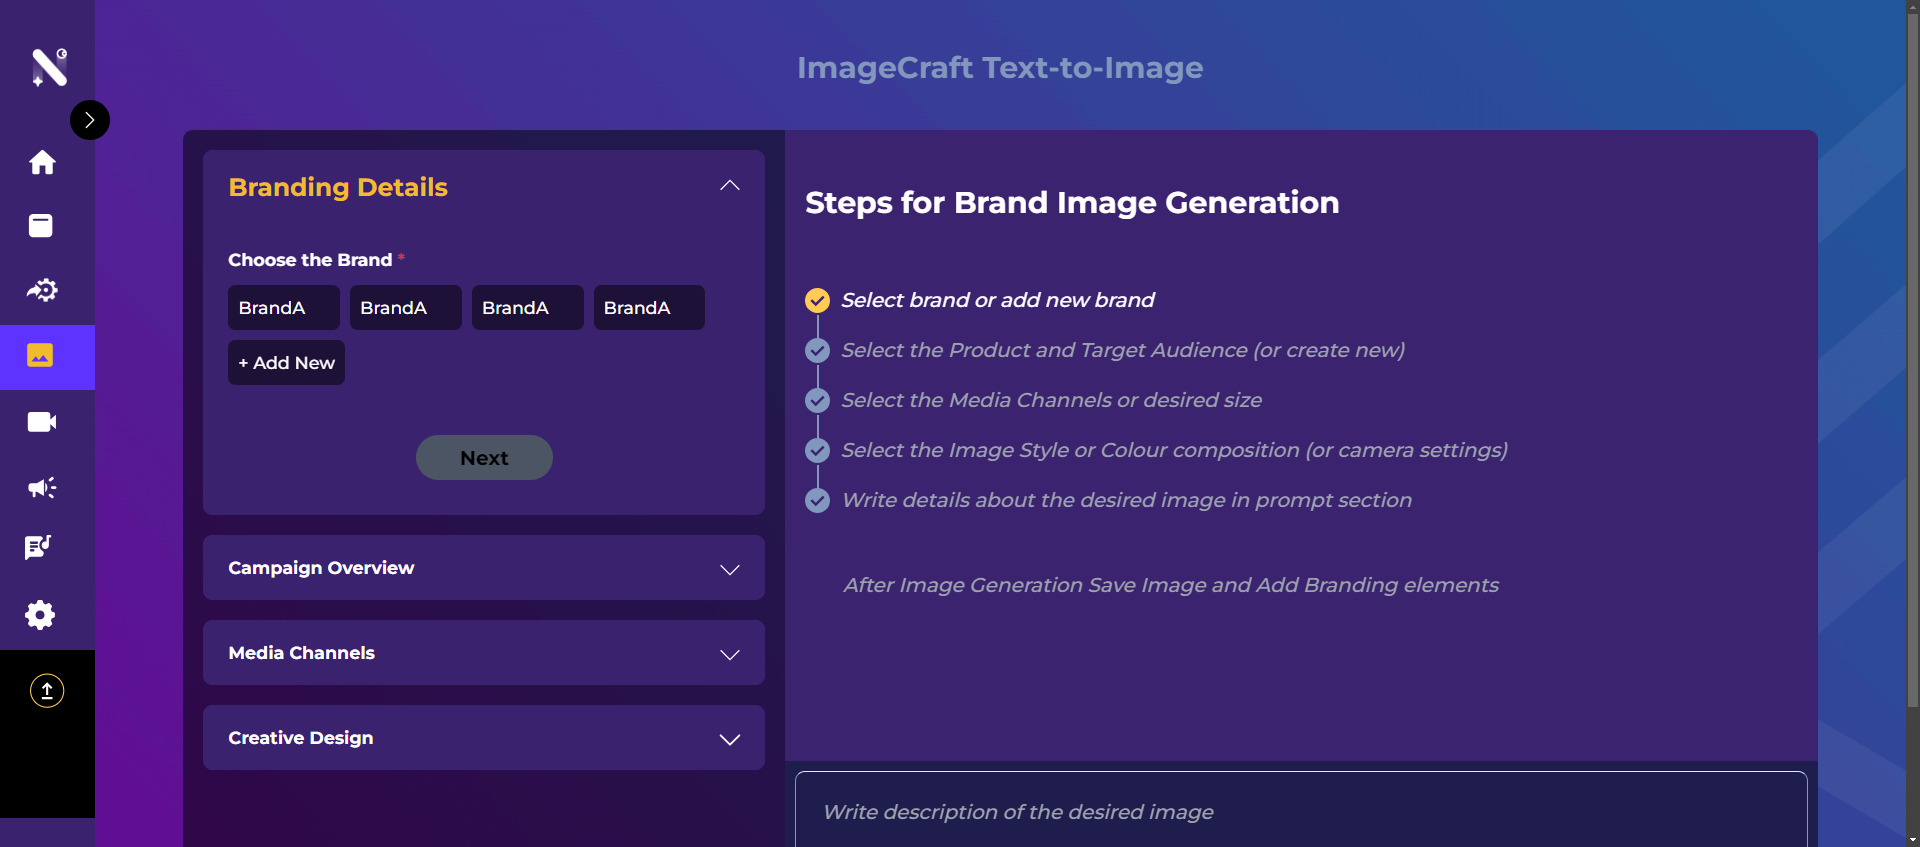 ImageCraft Text-to-Image
Branding Details
Choose the Brand *
BrandA BrandA BrandA BrandA
+ Add New
Next
Campaign Overview
Media Channels
Creative Design
Steps for Brand Image Generation
Select brand or add new brand
Select the Product and Target Audience (or create new)
Select the Media Channels or desired size
Select the Image Style or Colour composition (or camera settings)
Write details about the desired image in prompt section
After Image Generation Save Image and Add Branding elements
Write description of the desired image